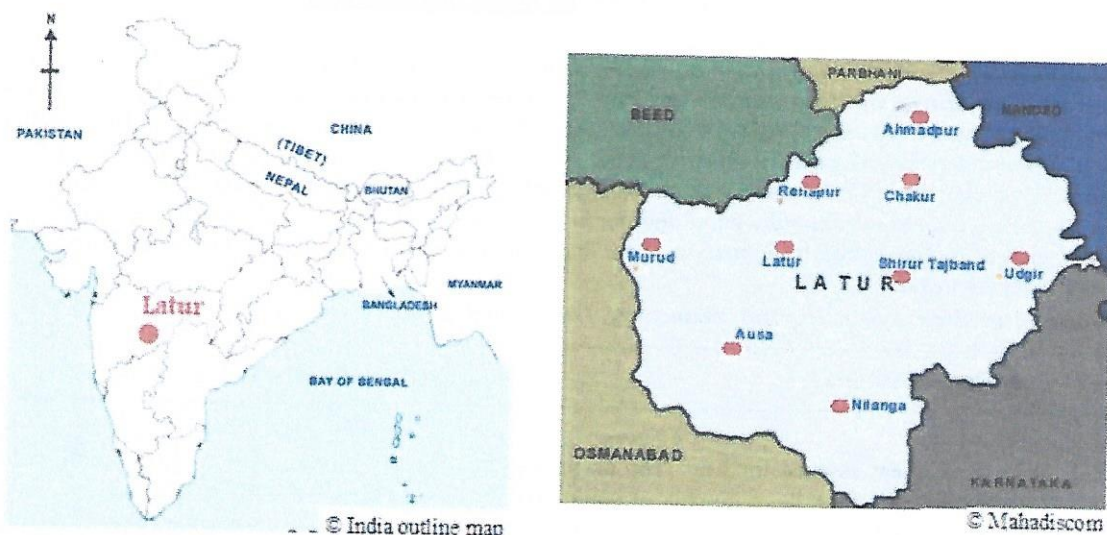 N
PAKISTAN
CHINA
(TIBET)
NEPAL
BHUTAN
MYANMAR
BANGLADESH
Latur
BAY OF BENGAL
© India outline map
PARBHANI
BEED
NANDED
Ahmadpur
Renapur
Chakur
Murud
Latur
Shirur Tajband
Udgir
LATUR
Ausa
Nilanga
OSMANABAD
KARNATAKA
© Mahadiscom